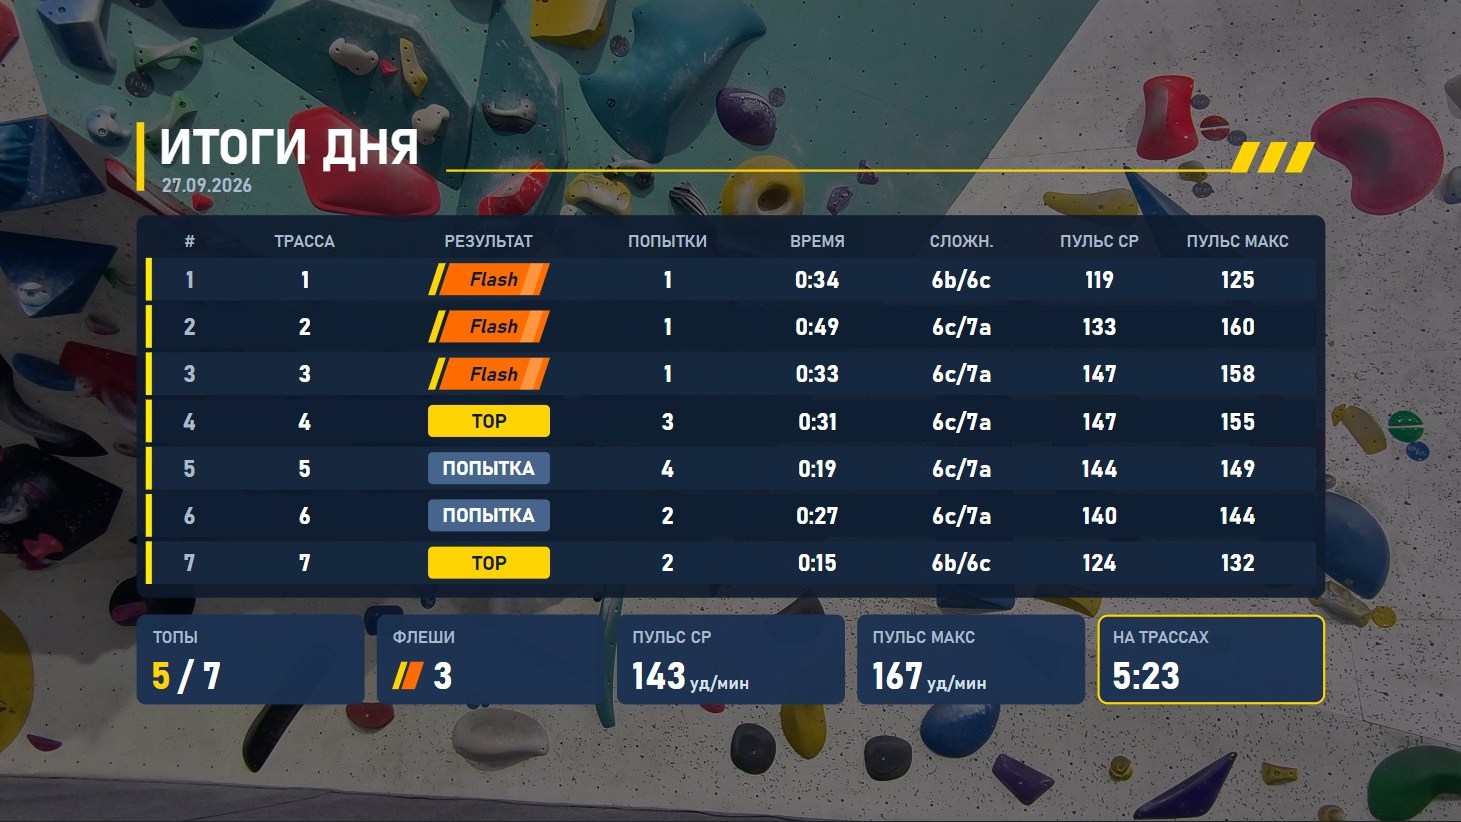 ИТОГИ ДНЯ
27.09.2026
# ТРАССА РЕЗУЛЬТАТ ПОПЫТКИ ВРЕМЯ СЛОЖН. ПУЛЬС СР ПУЛЬС МАКС
1 1 Flash 1 0:34 6b/6c 119 125
2 2 Flash 1 0:49 6c/7a 133 160
3 3 Flash 1 0:33 6c/7a 147 158
4 4 TOP 3 0:31 6c/7a 147 155
5 5 ПОПЫТКА 4 0:19 6c/7a 144 149
6 6 ПОПЫТКА 2 0:27 6c/7a 140 144
7 7 TOP 2 0:15 6b/6c 124 132
ТОПЫ ФЛЕШИ ПУЛЬС СР ПУЛЬС МАКС НА ТРАССАХ
5 / 7 3 143 уд/мин 167 уд/мин 5:23